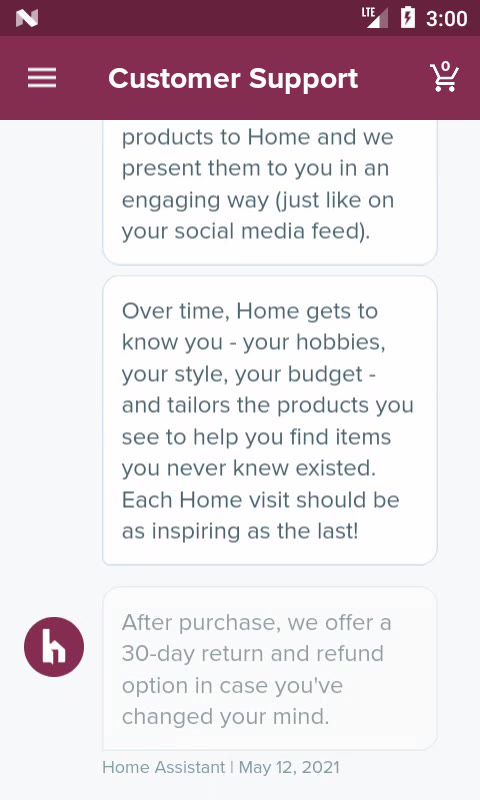 LTE 3:00
Customer Support 0
products to Home and we
present them to you in an
engaging way (just like on
your social media feed).
Over time, Home gets to
know you - your hobbies,
your style, your budget -
and tailors the products you
see to help you find items
you never knew existed.
Each Home visit should be
as inspiring as the last!
After purchase, we offer a
30-day return and refund
option in case you've
changed your mind.
h
Home Assistant | May 12, 2021